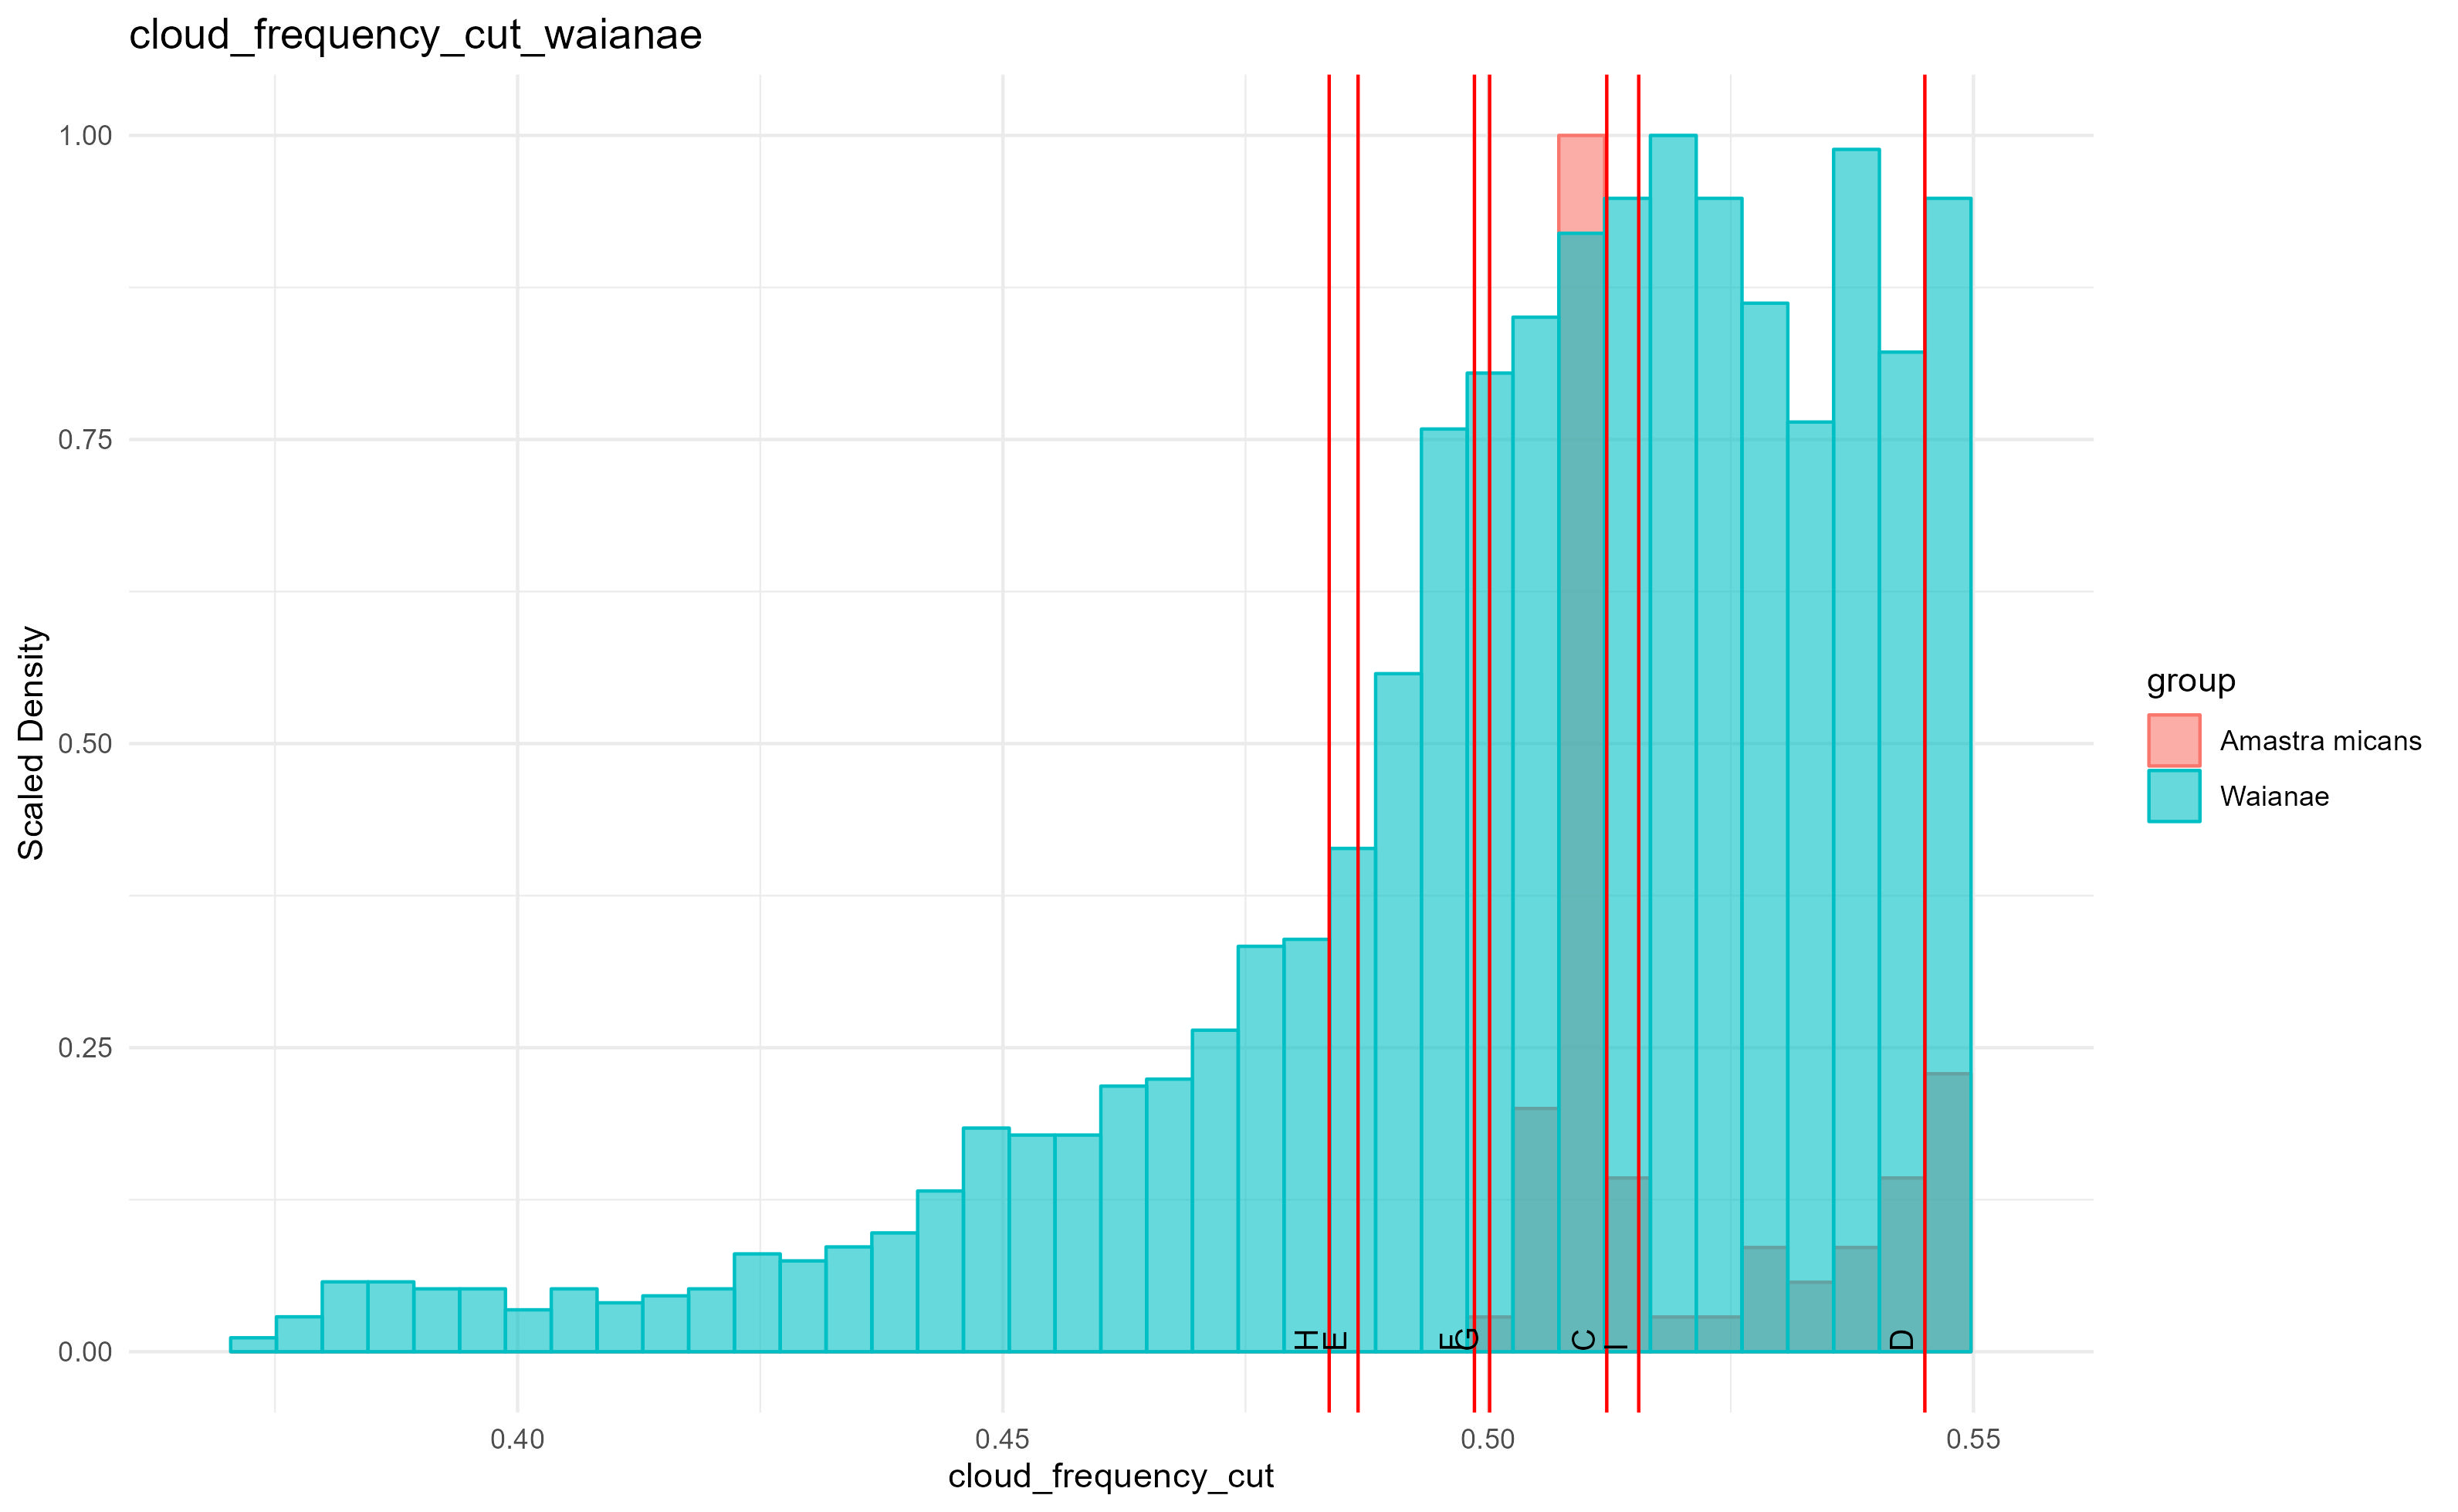 cloud_frequency_cut_waianae
1.00
0.75
0.50
0.25
0.00
Scaled Density
H
E
F
G
C
I
D
0.40
0.45
0.50
0.55
cloud_frequency_cut
group
Amastra micans
Waianae